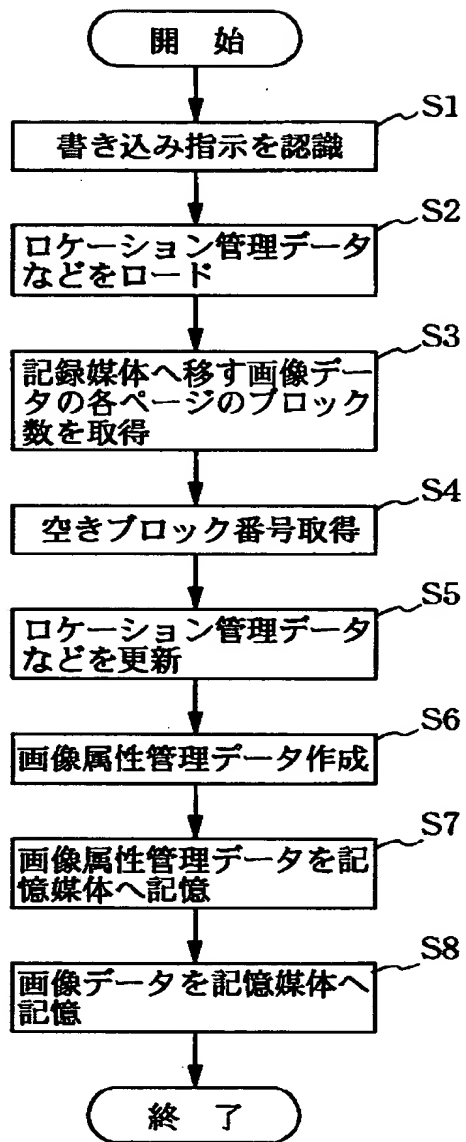 開 始
S1
書き込み指示を認識
S2
ロケーション管理データ
などをロード
S3
記録媒体へ移す画像デー
タの各ページのブロック
数を取得
S4
空きブロック番号取得
S5
ロケーション管理データ
などを更新
S6
画像属性管理データ作成
S7
画像属性管理データを記
憶媒体へ記憶
S8
画像データを記憶媒体へ
記憶
終 了